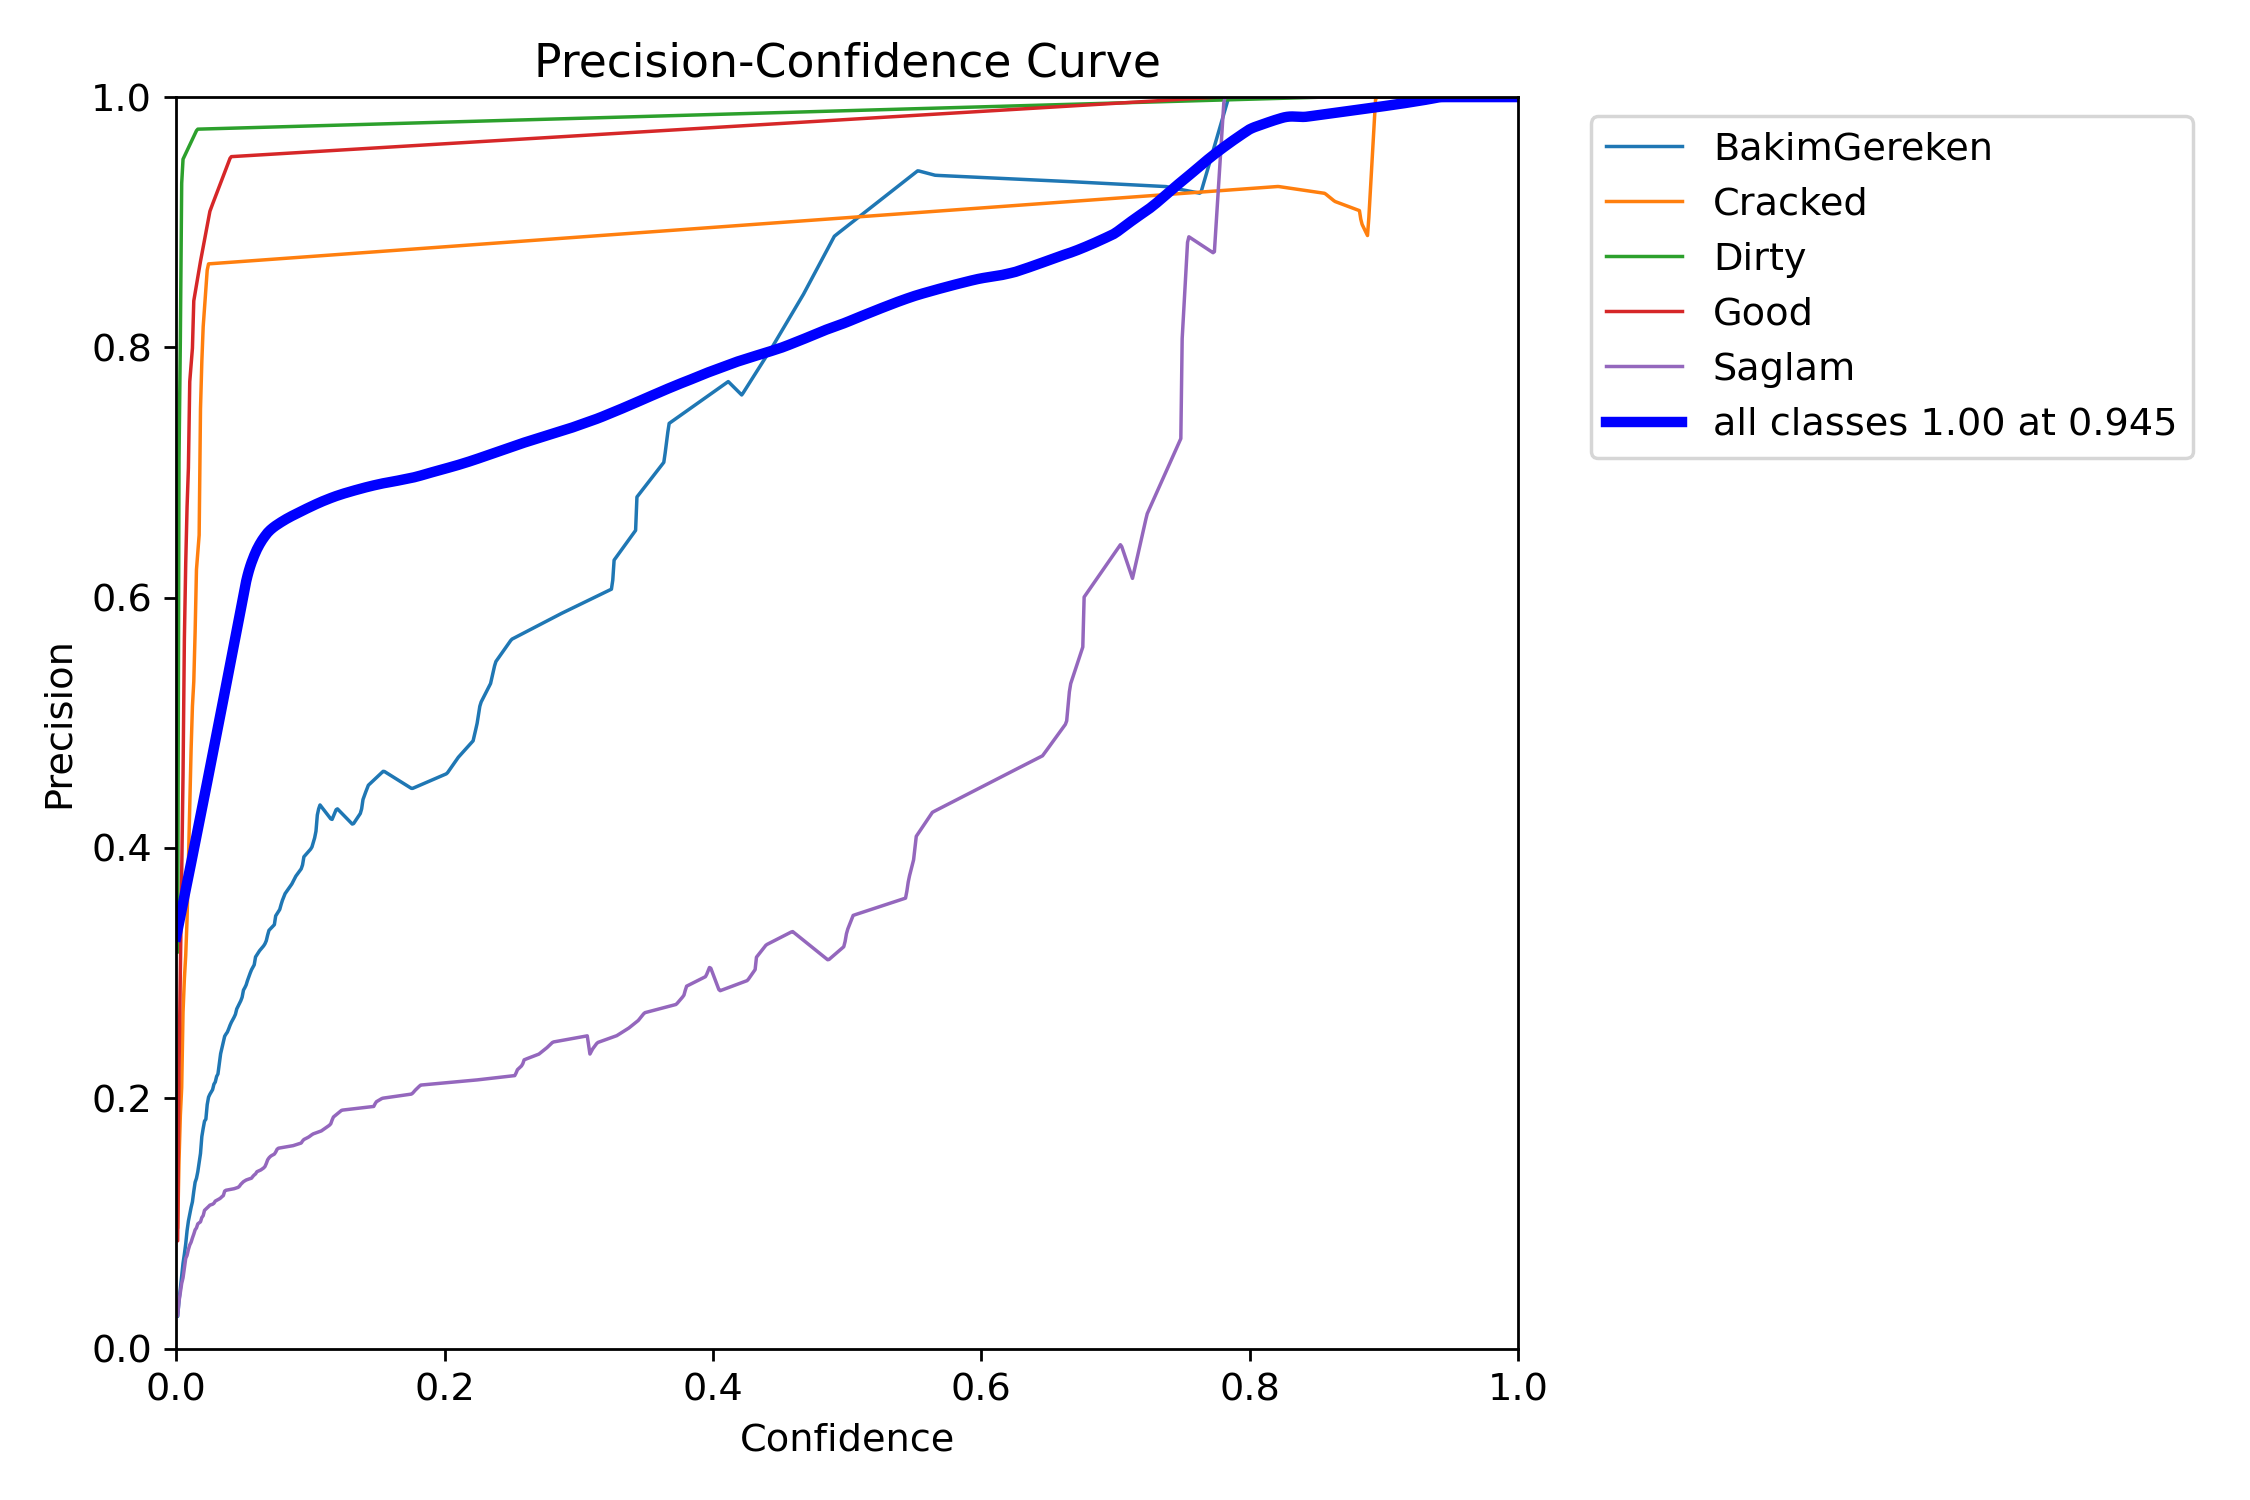 Precision-Confidence Curve
1.0
0.8
0.6
0.4
0.2
0.0
Precision
0.0 0.2 0.4 0.6 0.8 1.0
Confidence
BakimGereken
Cracked
Dirty
Good
Saglam
all classes 1.00 at 0.945